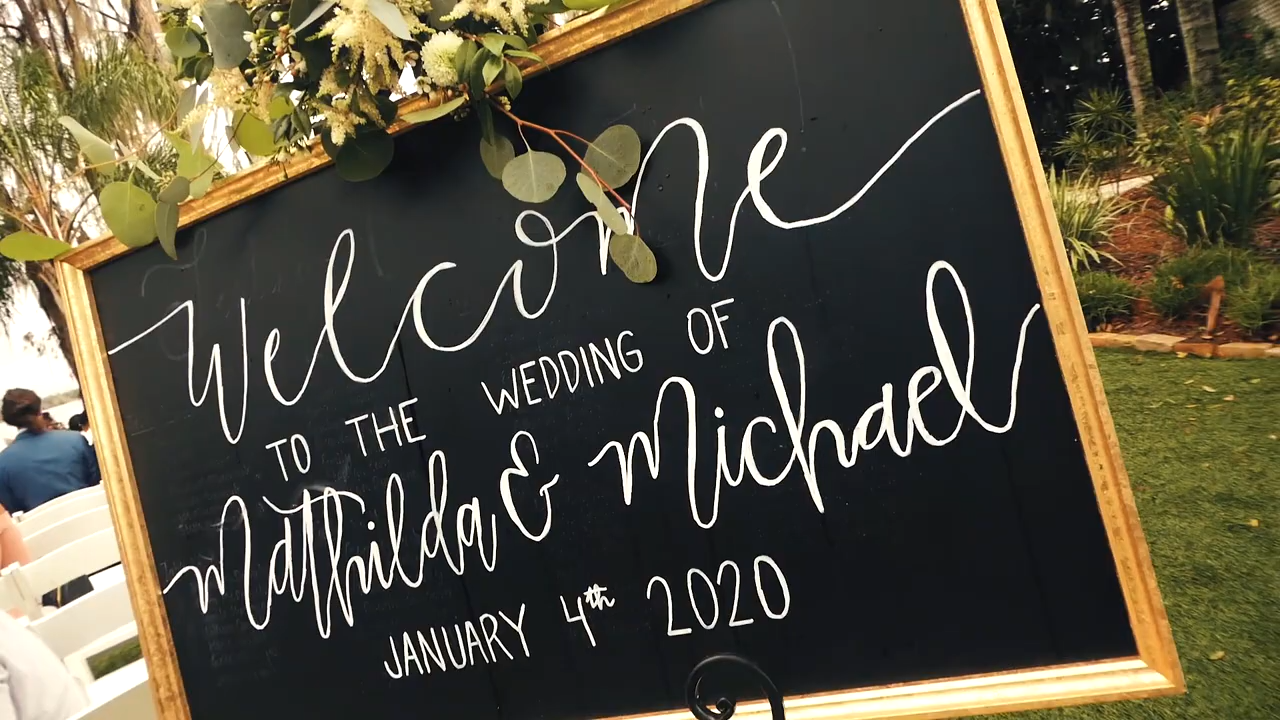 Welcome
TO THE WEDDING OF
Mathilda & Michael
JANUARY 4th 2020